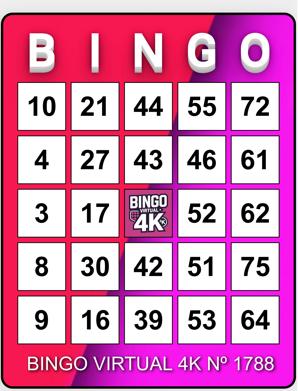 B I N G O
10 21 44 55 72
4 27 43 46 61
3 17 BINGO VIRTUAL 4K 52 62
8 30 42 51 75
9 16 39 53 64
BINGO VIRTUAL 4K Nº 1788